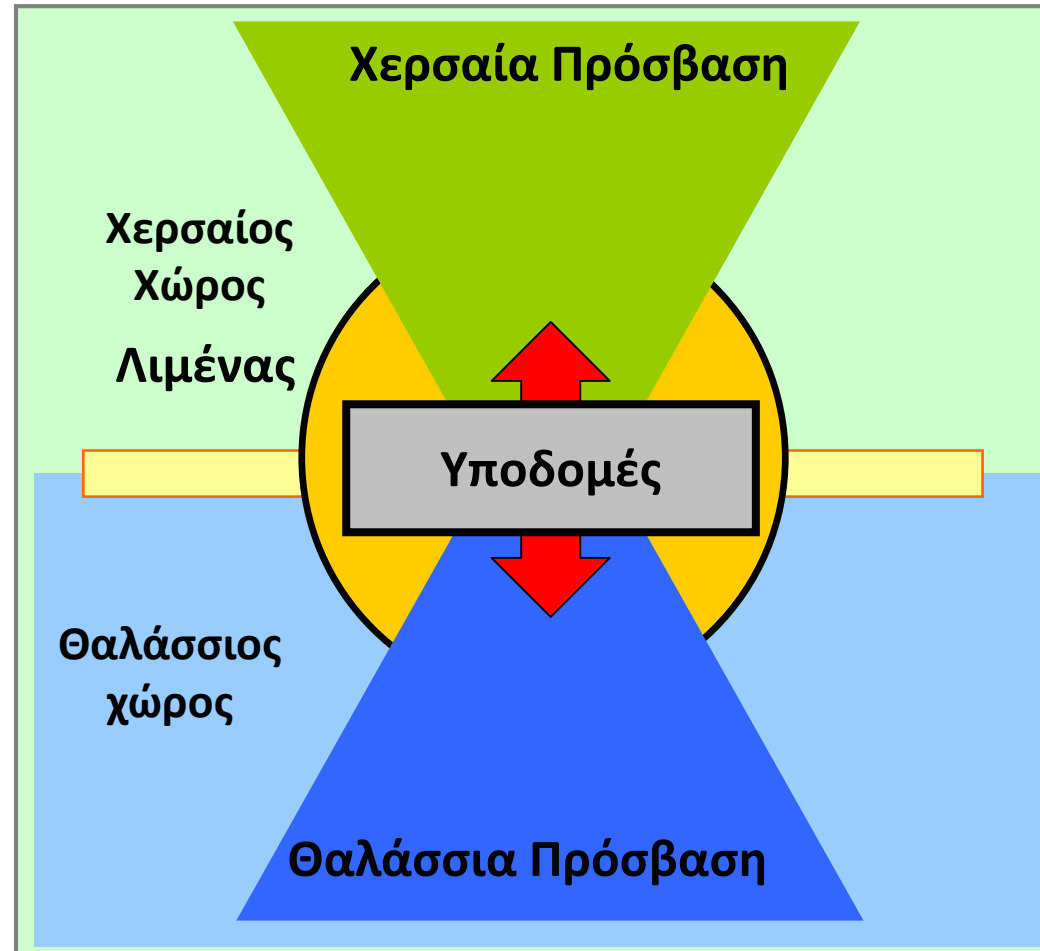 Χερσαία Πρόσβαση
Χερσαίος
Χώρος
Λιμένας
Υποδομές
Θαλάσσιος
χώρος
Θαλάσσια Πρόσβαση